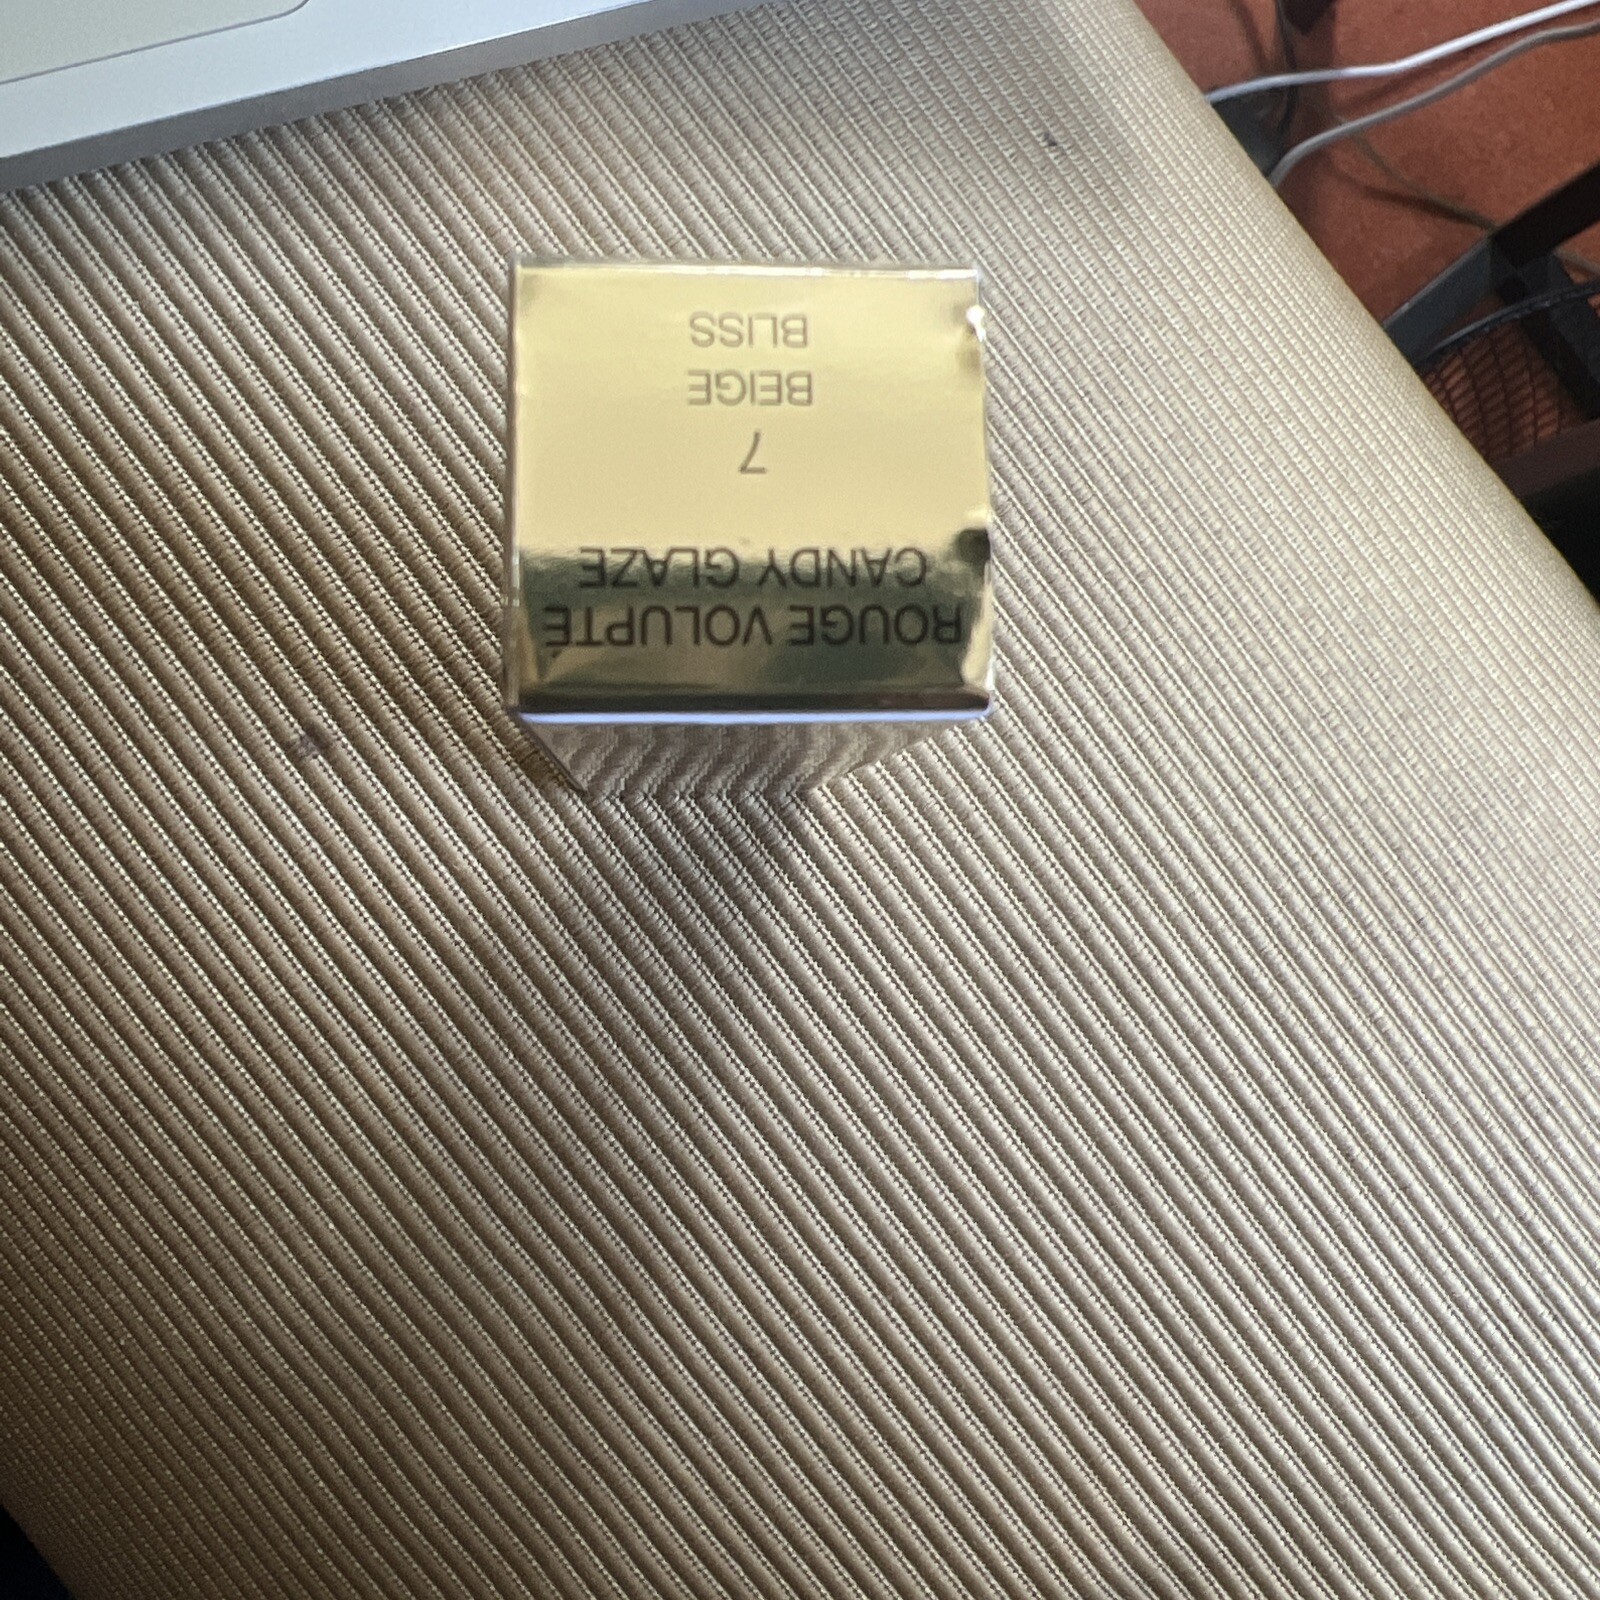 ROUGE VOLUPTÉ
CANDY GLAZE
7
BEIGE
BLISS